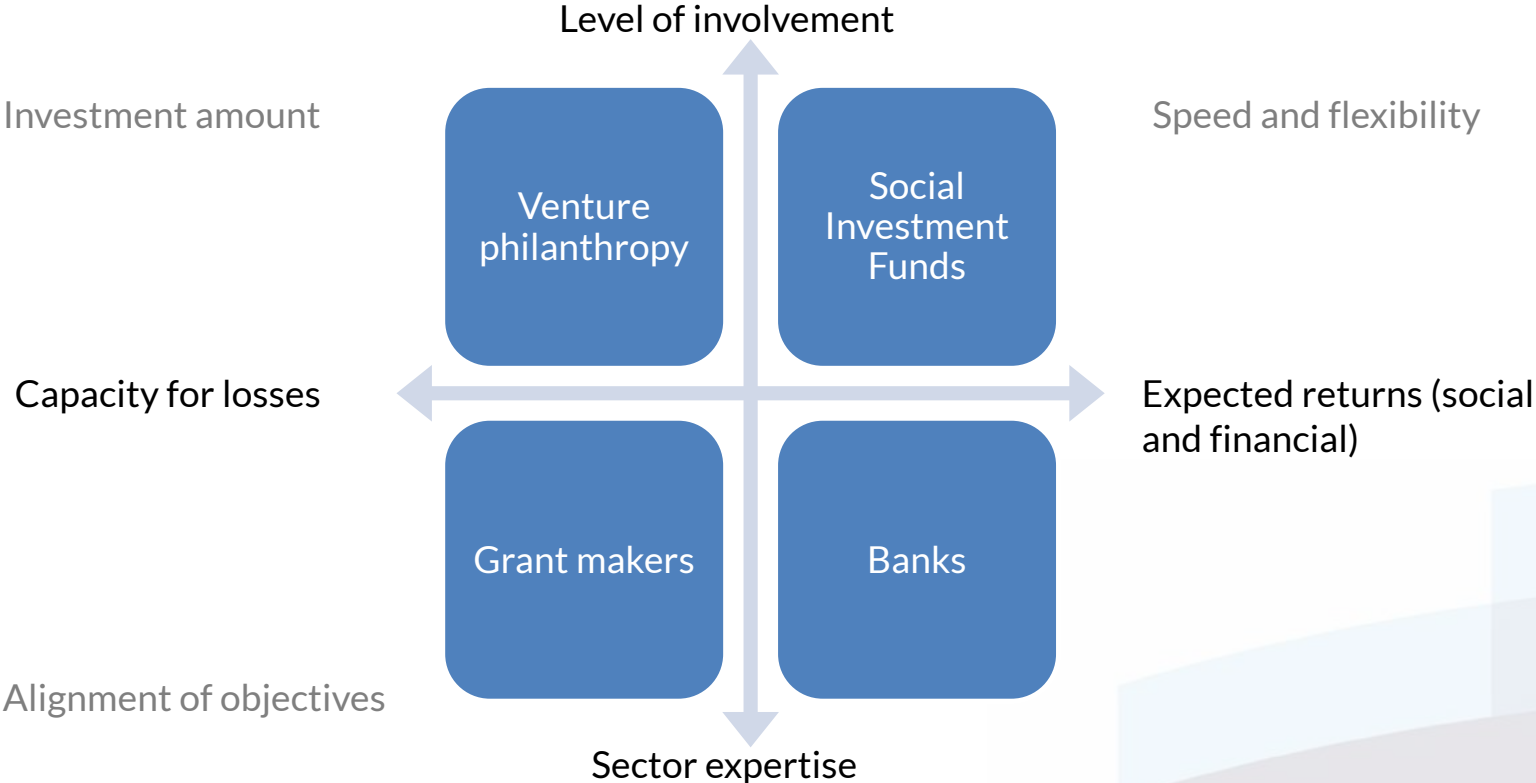 Level of involvement
Investment amount
Speed and flexibility
Venture
philanthropy
Social
Investment
Funds
Capacity for losses
Expected returns (social
and financial)
Grant makers
Banks
Alignment of objectives
Sector expertise